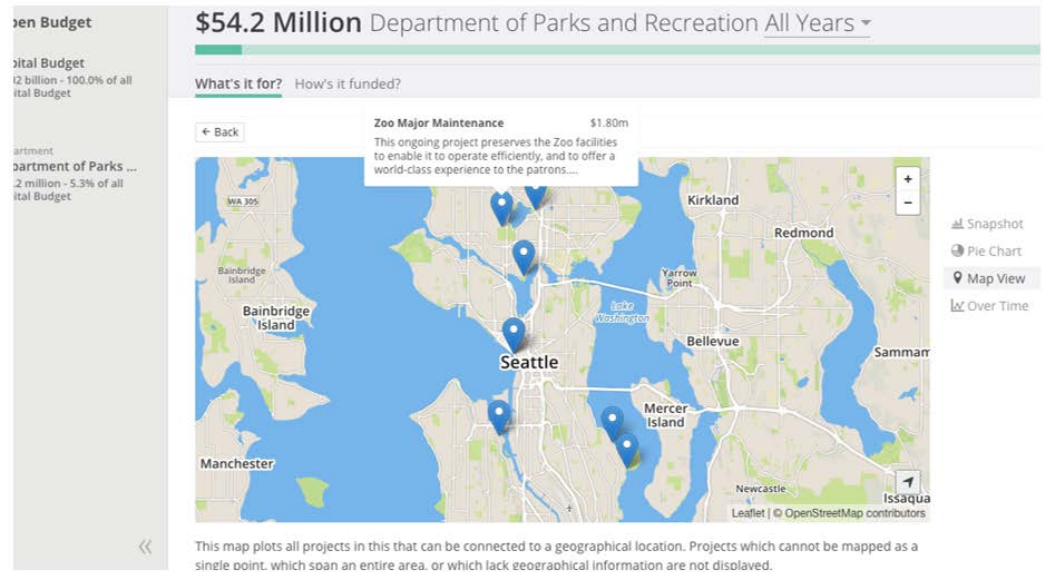 pen Budget
pital Budget
2 billion - 100.0% of all
ital Budget
artment
partment of Parks ...
.2 million - 5.3% of all
ital Budget
$54.2 Million Department of Parks and Recreation All Years
What's it for? How's it funded?
← Back
Zoo Major Maintenance $1.80m
This ongoing project preserves the Zoo facilities
to enable it to operate efficiently, and to offer a
world-class experience to the patrons....
WA 305
Kirkland
Redmond
Bainbridge
Island
Yarrow
Point
Bainbridge
Island
Lake
Washington
Bellevue
Sammam
Seattle
Mercer
Island
Manchester
Newcastle
Issaqua
Leaflet | © OpenStreetMap contributors
+
-
Snapshot
Pie Chart
Map View
Over Time
This map plots all projects in this that can be connected to a geographical location. Projects which cannot be mapped as a
single point, which span an entire area, or which lack geographical information are not displayed.